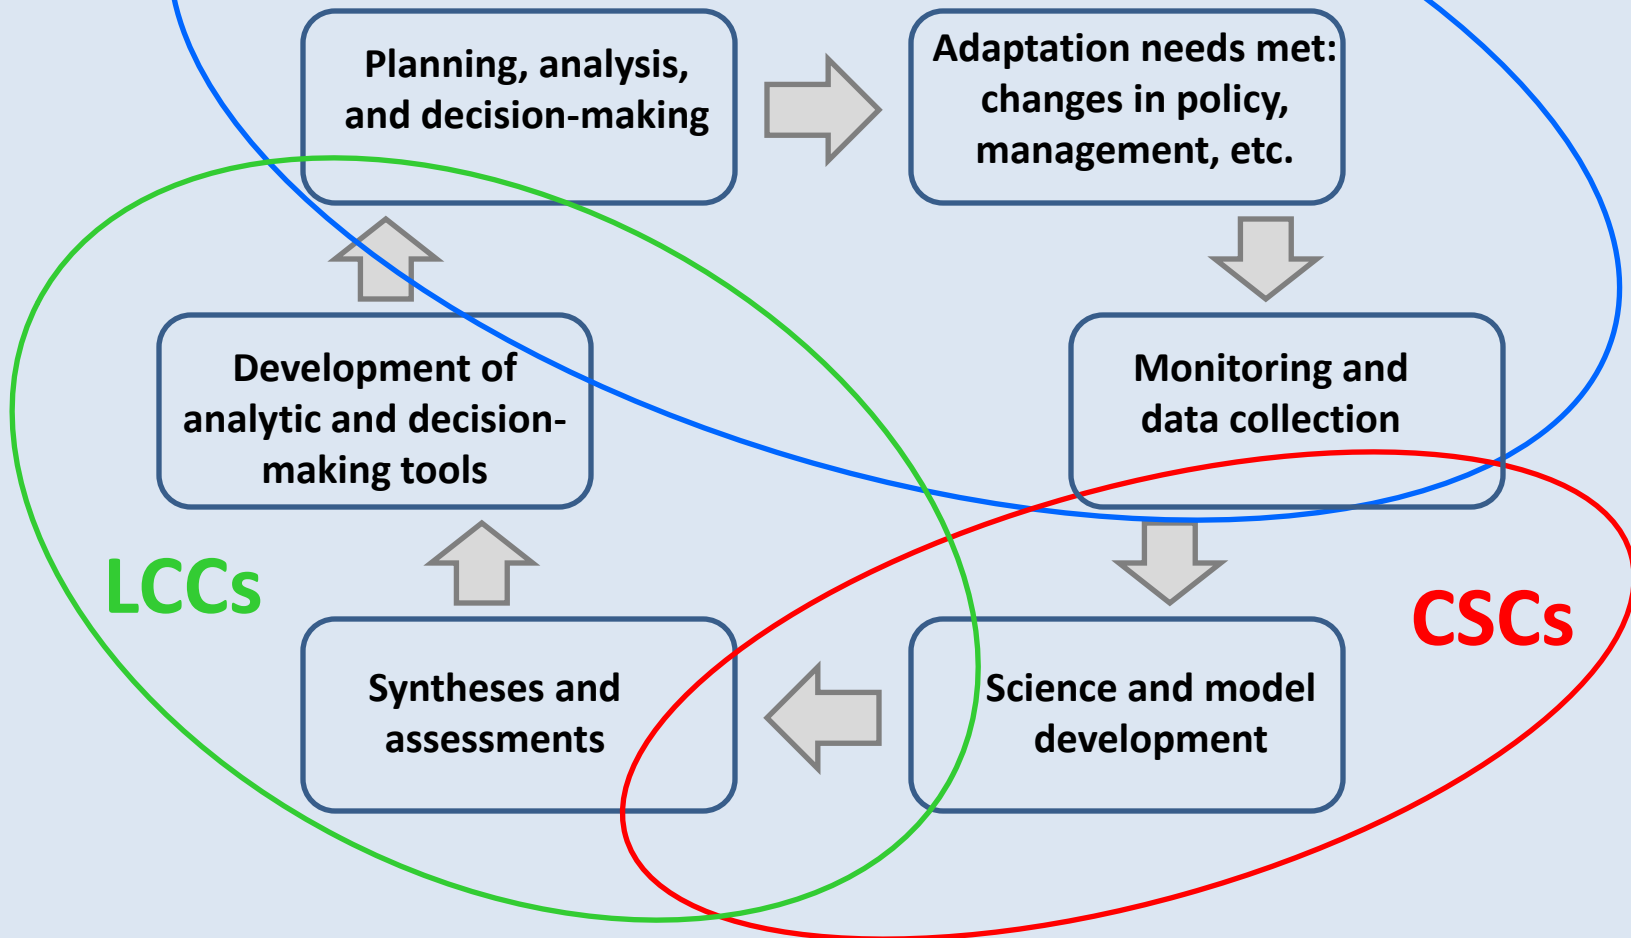 Planning, analysis,
and decision-making
Adaptation needs met:
changes in policy,
management, etc.
Development of
analytic and decision-
making tools
Monitoring and
data collection
LCCs
CSCs
Syntheses and
assessments
Science and model
development